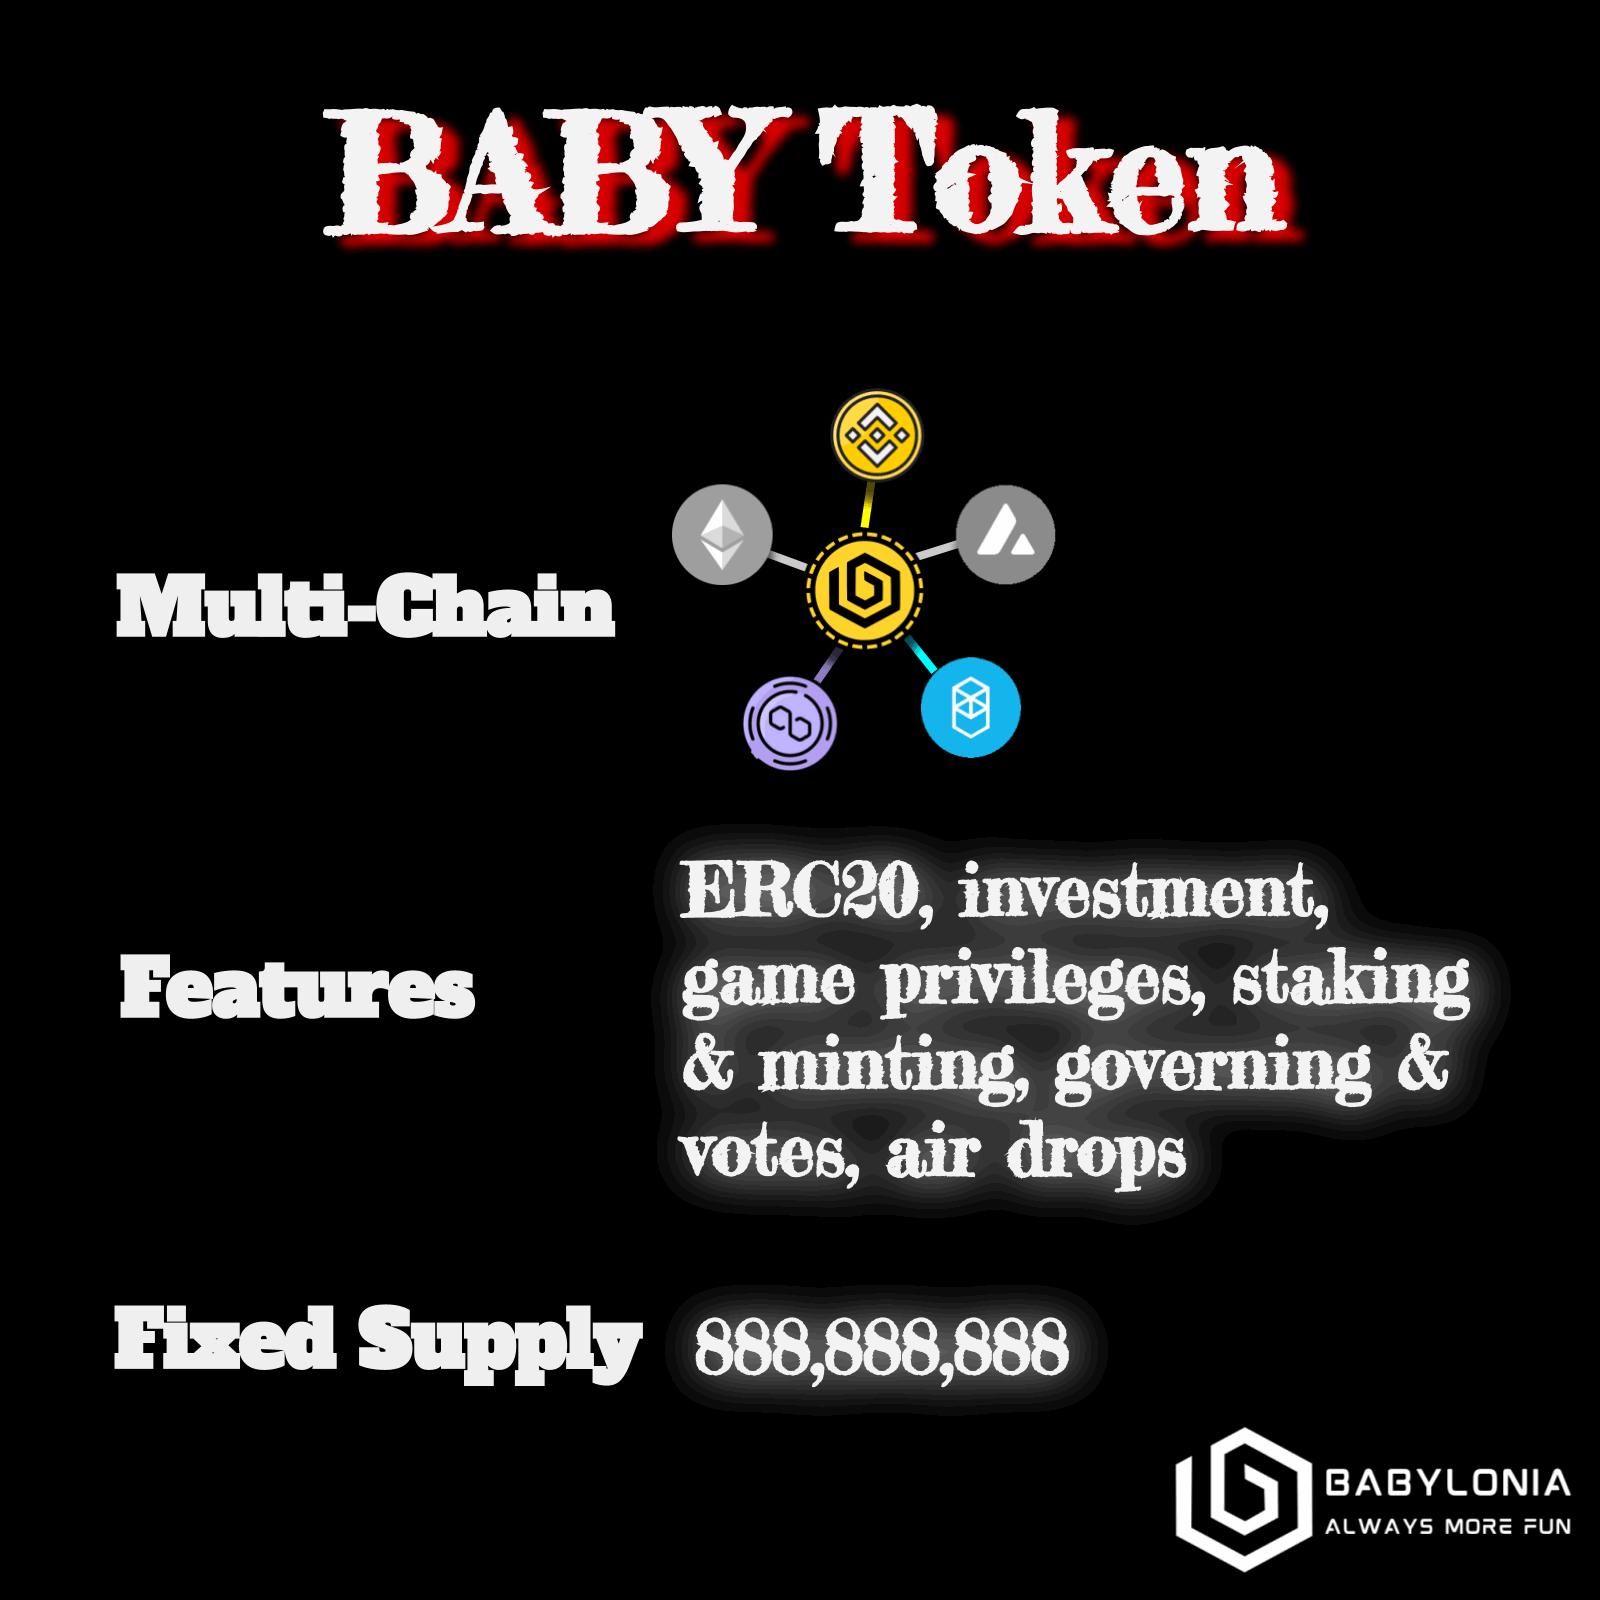 BABY Token
Multi-Chain
Features
ERC20, investment,
game privileges, staking
& minting, governing &
votes, air drops
Fixed Supply
888,888,888
BABYLONIA
ALWAYS MORE FUN